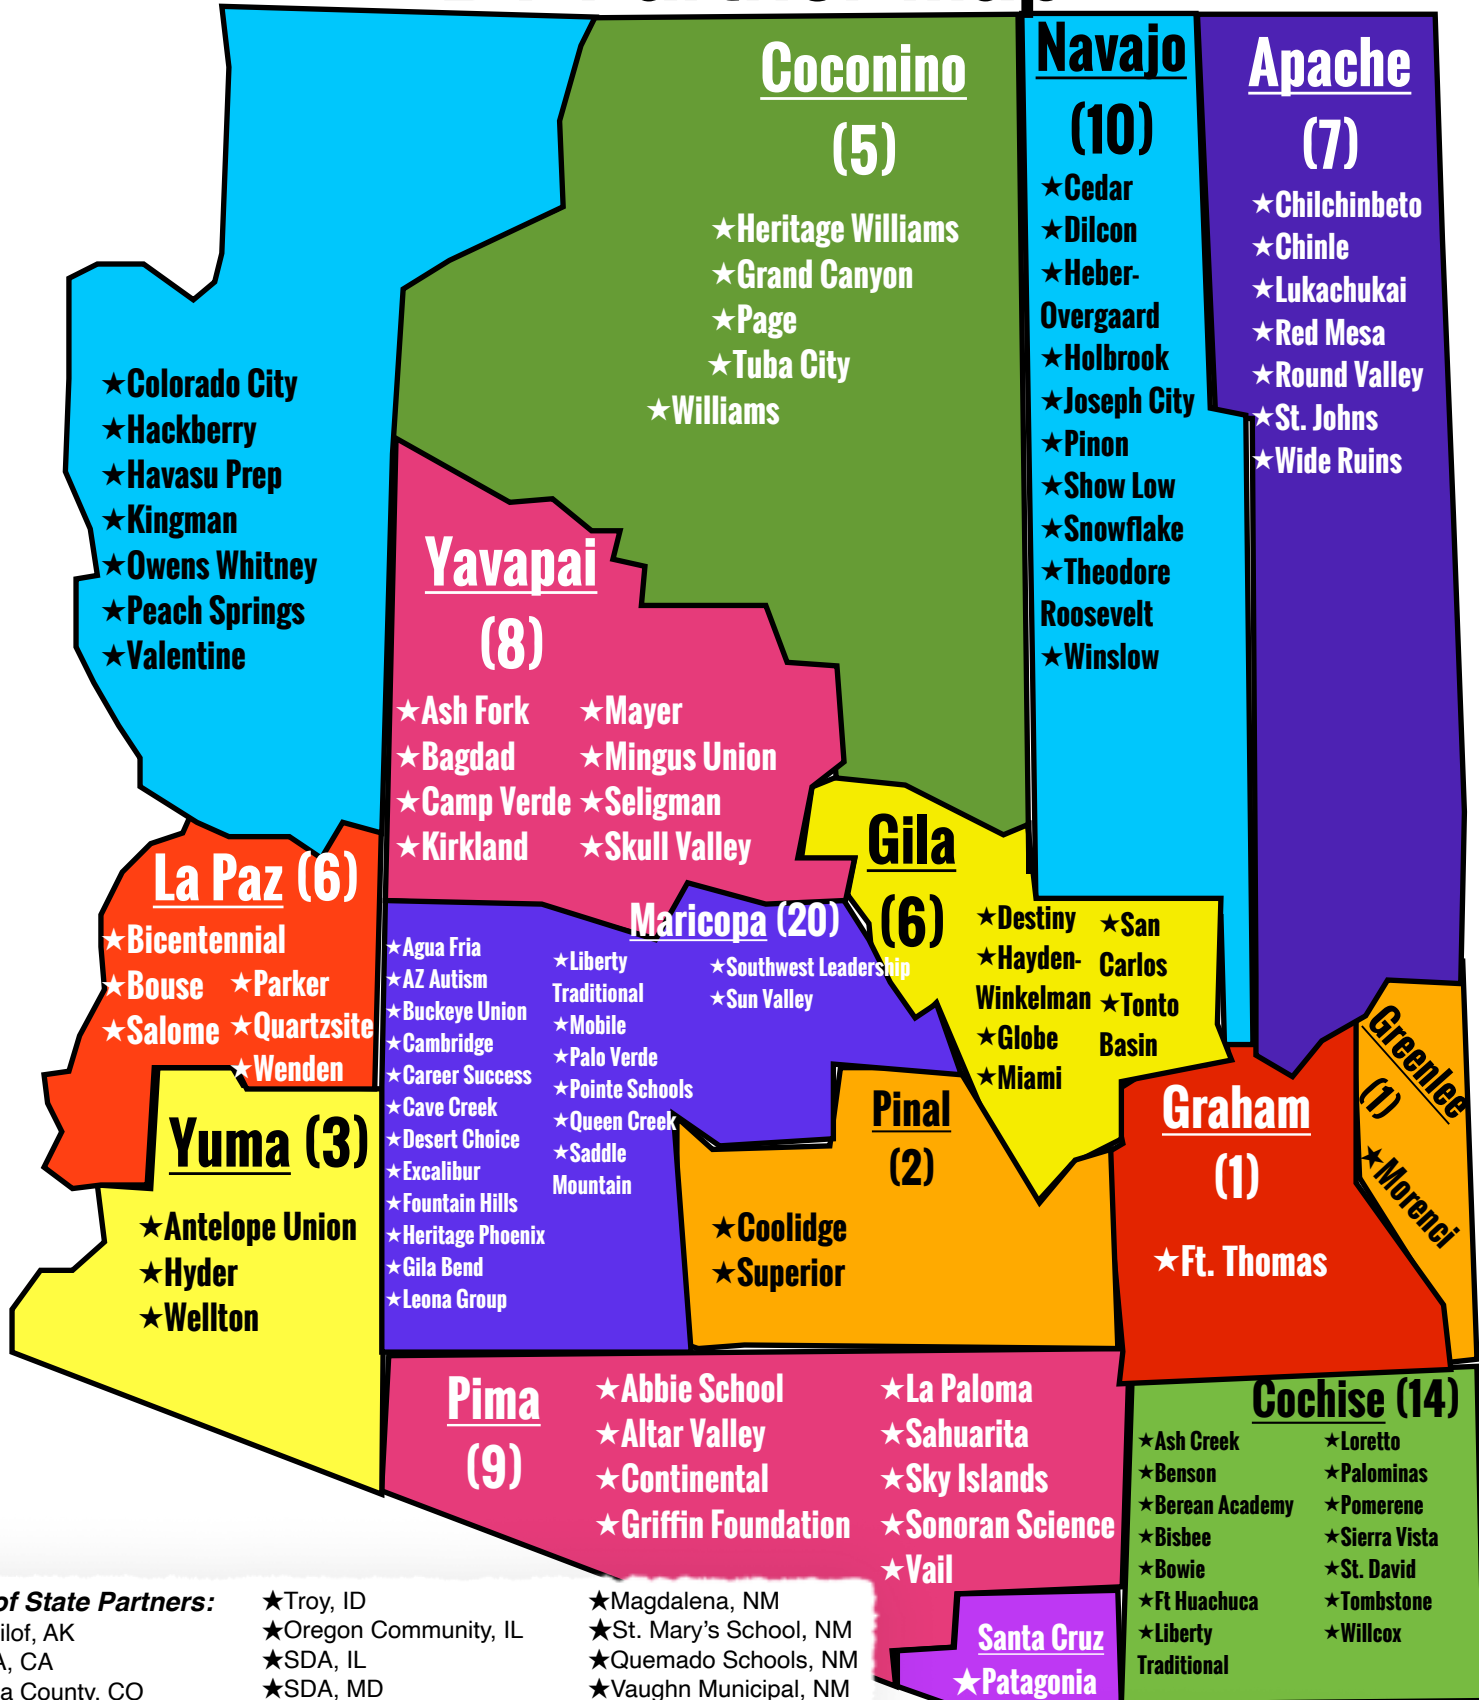 Coconino
(5)
★Heritage Williams
★Grand Canyon
★Page
★Tuba City
★Williams
Navajo
(10)
★Cedar
★Dilcon
★Heber-
Overgaard
★Holbrook
★Joseph City
★Pinon
★Show Low
★Snowflake
★Theodore
Roosevelt
★Winslow
Apache
(7)
★Chilchinbeto
★Chinle
★Lukachukai
★Red Mesa
★Round Valley
★St. Johns
★Wide Ruins
★Colorado City
★Hackberry
★Havasu Prep
★Kingman
★Owens Whitney
★Peach Springs
★Valentine
Yavapai
(8)
★Ash Fork
★Bagdad
★Camp Verde
★Kirkland
★Mayer
★Mingus Union
★Seligman
★Skull Valley
La Paz (6)
★Bicentennial
★Bouse
★Salome
★Parker
★Quartzsite
★Wenden
Maricopa (20)
★Agua Fria
★AZ Autism
★Buckeye Union
★Cambridge
★Career Success
★Cave Creek
★Desert Choice
★Excalibur
★Fountain Hills
★Heritage Phoenix
★Gila Bend
★Leona Group
★Liberty
Traditional
★Mobile
★Palo Verde
★Pointe Schools
★Queen Creek
★Saddle
Mountain
★Southwest Leadership
★Sun Valley
Gila
(6)
★Destiny
★Hayden-
Winkelman
★Globe
★Miami
★San
Carlos
★Tonto
Basin
Yuma (3)
★Antelope Union
★Hyder
★Wellton
Pinal
(2)
★Coolidge
★Superior
Graham
(1)
★Ft. Thomas
Greenlee
(1)
★Morenci
Pima
(9)
★Abbie School
★Altar Valley
★Continental
★Griffin Foundation
★La Paloma
★Sahuarita
★Sky Islands
★Sonoran Science
★Vail
Cochise (14)
★Ash Creek
★Benson
★Berean Academy
★Bisbee
★Bowie
★Ft Huachuca
★Liberty
Traditional
★Loretto
★Palominas
★Pomerene
★Sierra Vista
★St. David
★Tombstone
★Willcox
Santa Cruz
★Patagonia
of State Partners:
ilof, AK
, CA
a County, CO
★Troy, ID
★Oregon Community, IL
★SDA, IL
★SDA, MD
★Magdalena, NM
★St. Mary's School, NM
★Quemado Schools, NM
★Vaughn Municipal, NM